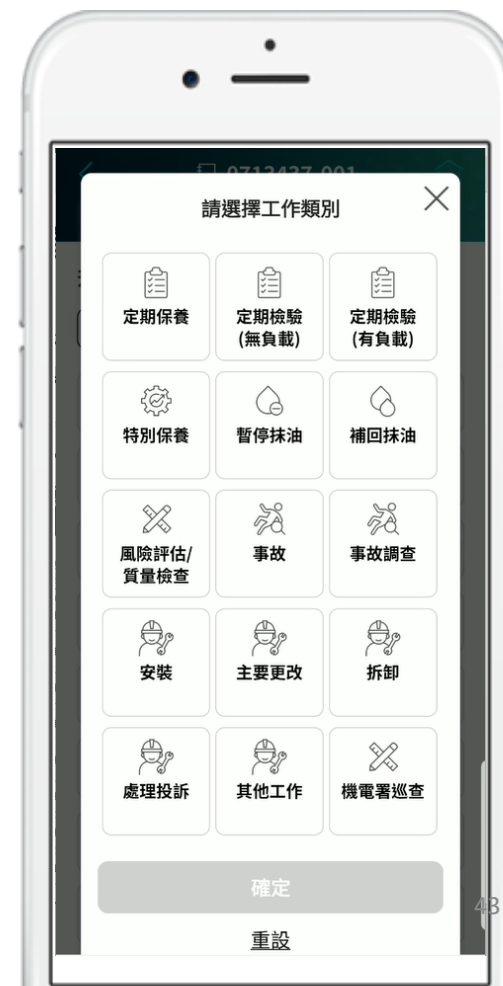 0713427-001
請選擇工作類別
定期保養
定期檢驗
(無負載)
定期檢驗
(有負載)
特別保養
暫停抹油
補回抹油
風險評估/
質量檢查
事故
事故調查
安裝
主要更改
拆卸
處理投訴
其他工作
機電署巡查
確定
43
重設